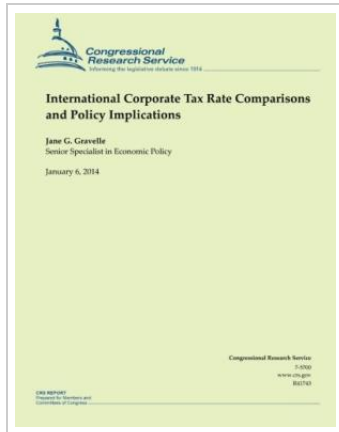 Congressional
Research Service
Informing the legislative debate since 1914
International Corporate Tax Rate Comparisons
and Policy Implications
Jane G. Gravelle
Senior Specialist in Economic Policy
January 6, 2014
Congressional Research Service
7-5700
www.crs.gov
R41743
CRS REPORT
Prepared for Members and
Committees of Congress